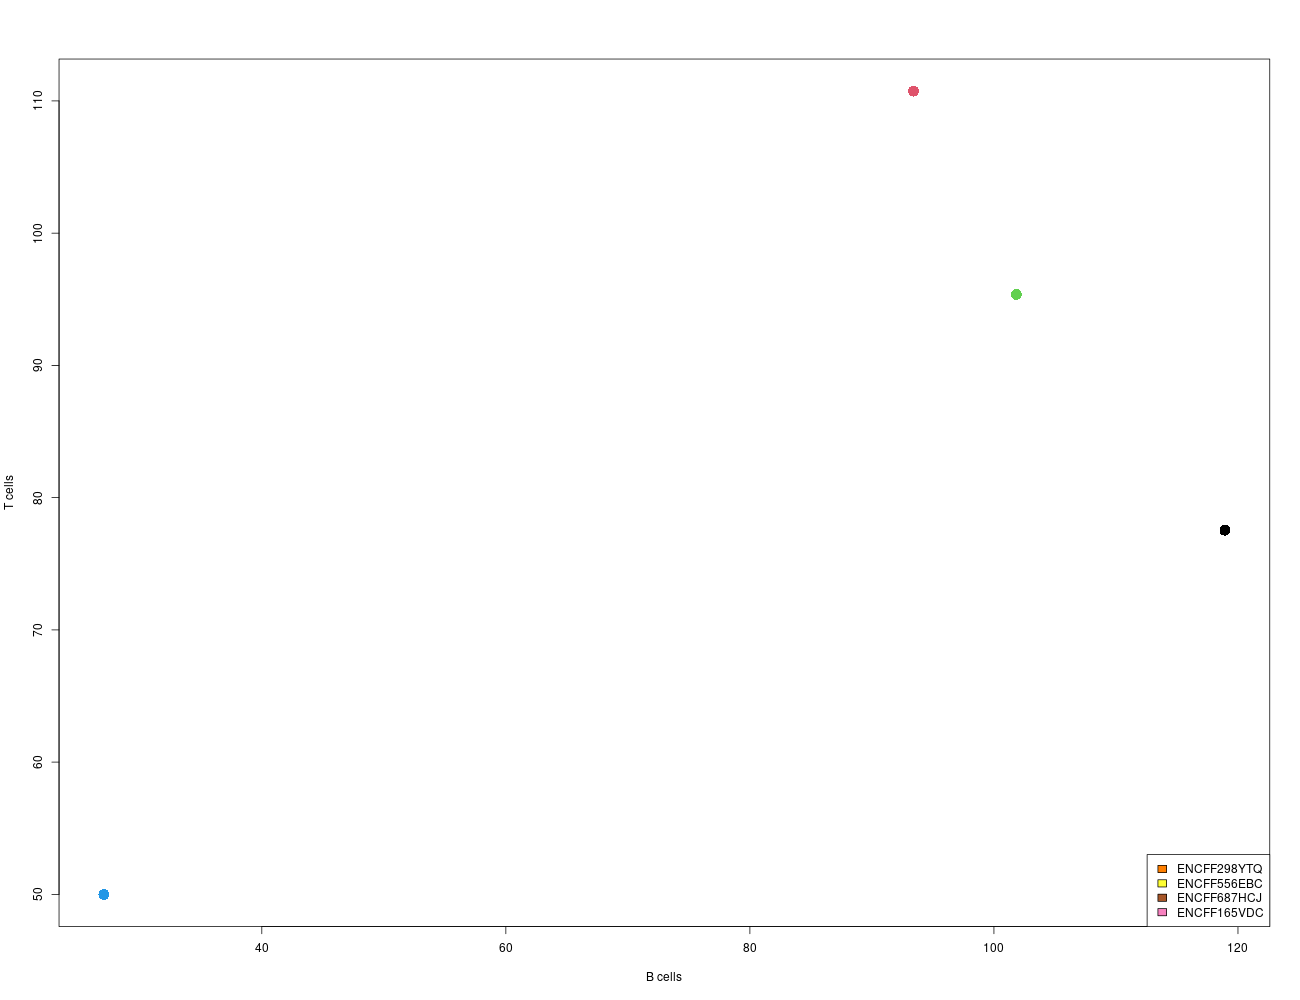 110
100
90
80
70
60
50
T cells
40
60
80
100
120
B cells
ENCFF298YTQ
ENCFF556EBC
ENCFF687HCJ
ENCFF165VDC